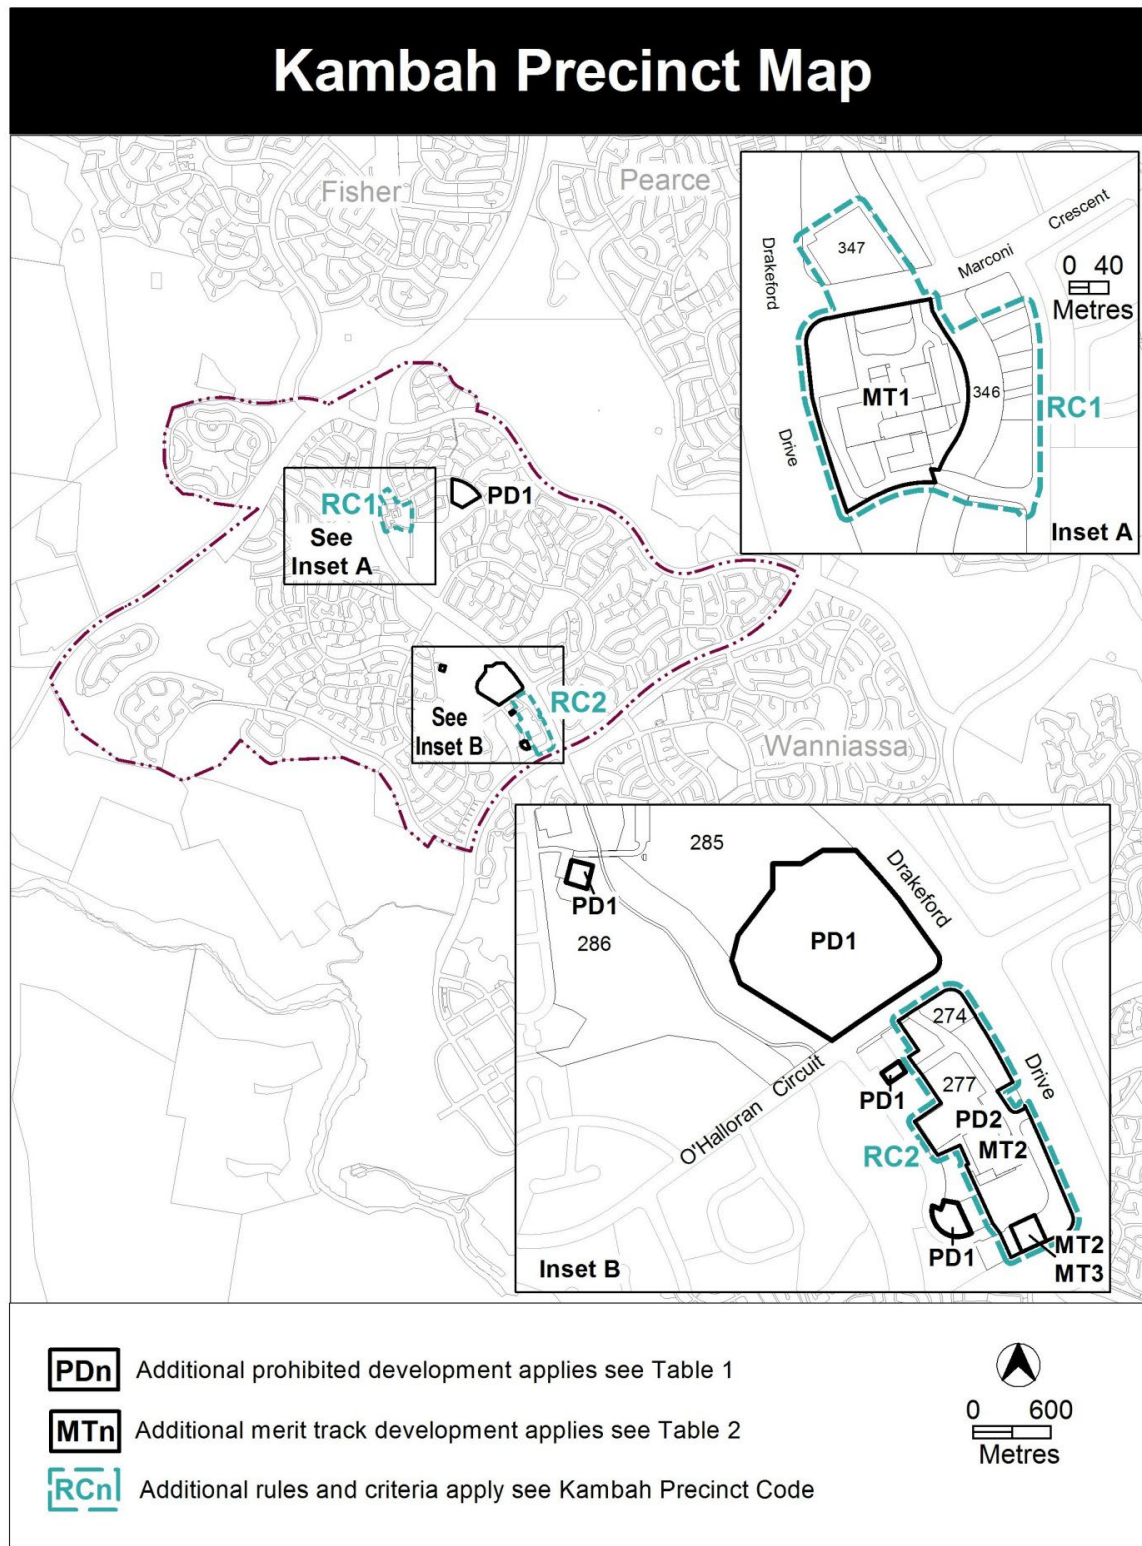 Kambah Precinct Map
Fisher
Pearce
RC1
See
Inset A
PD1
See
Inset B
RC2
Wanniassa
347
Drakeford
Marconi
Crescent
0 40
Metres
MT1
346
RC1
Drive
Inset A
285
PD1
286
PD1
Drakeford
274
Drive
O'Halloran Circuit
PD1
277
PD2
MT2
RC2
PD1
MT2
MT3
Inset B
PDn Additional prohibited development applies see Table 1
MTn Additional merit track development applies see Table 2
RCn Additional rules and criteria apply see Kambah Precinct Code
0 600
Metres